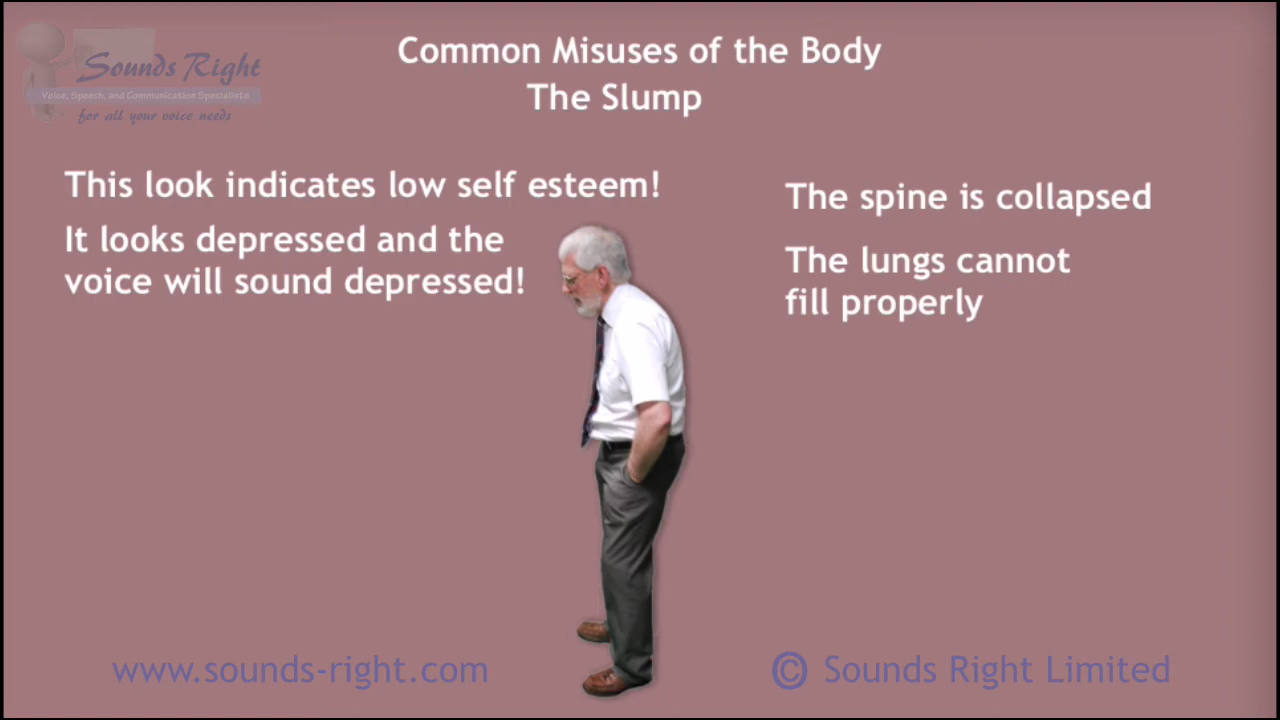 Sounds Right
Voice, Speech, and Communication Specialists
for all your voice needs
Common Misuses of the Body
The Slump
This look indicates low self esteem!
It looks depressed and the
voice will sound depressed!
The spine is collapsed
The lungs cannot
fill properly
www.sounds-right.com
© Sounds Right Limited